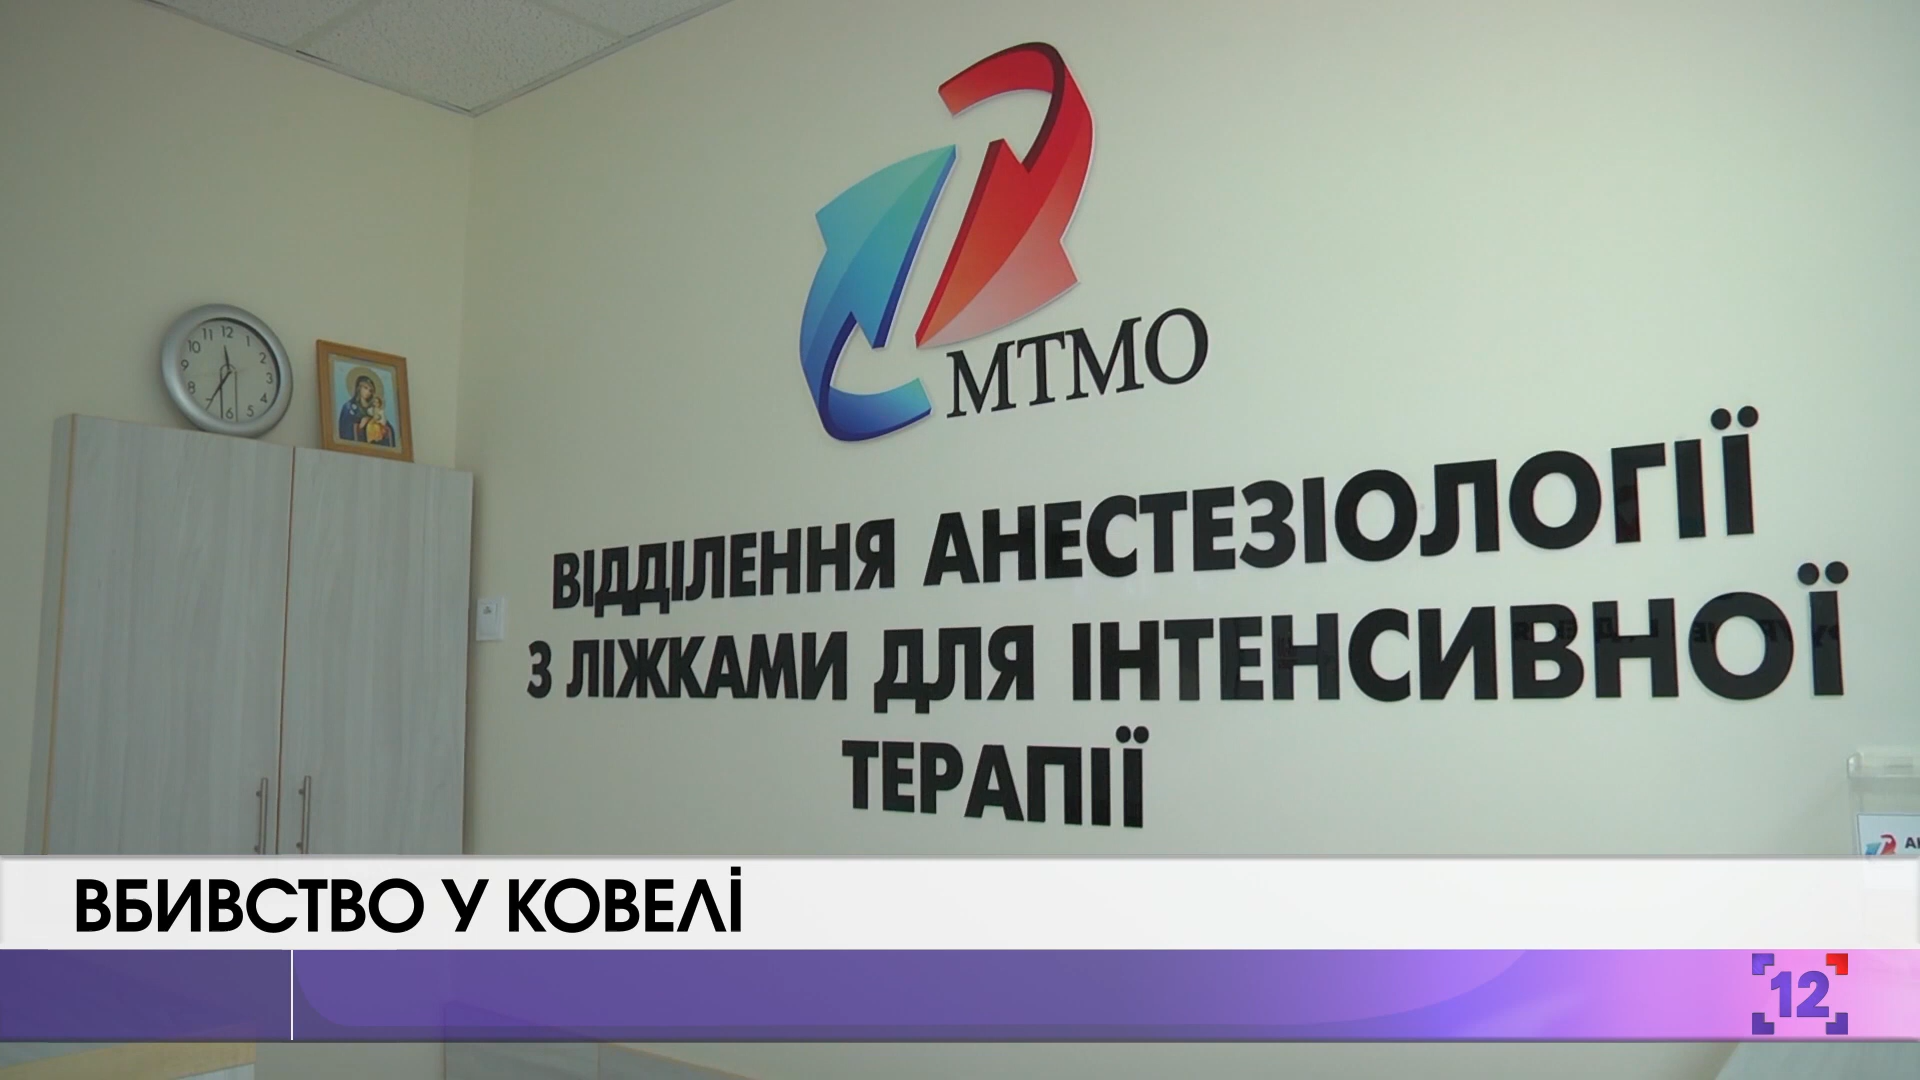 МТМО
ВІДДІЛЕННЯ АНЕСТЕЗІОЛОГІЇ
З ЛІЖКАМИ ДЛЯ ІНТЕНСИВНОЇ
ТЕРАПІЇ
ВБИВСТВО У КОВЕЛІ
12